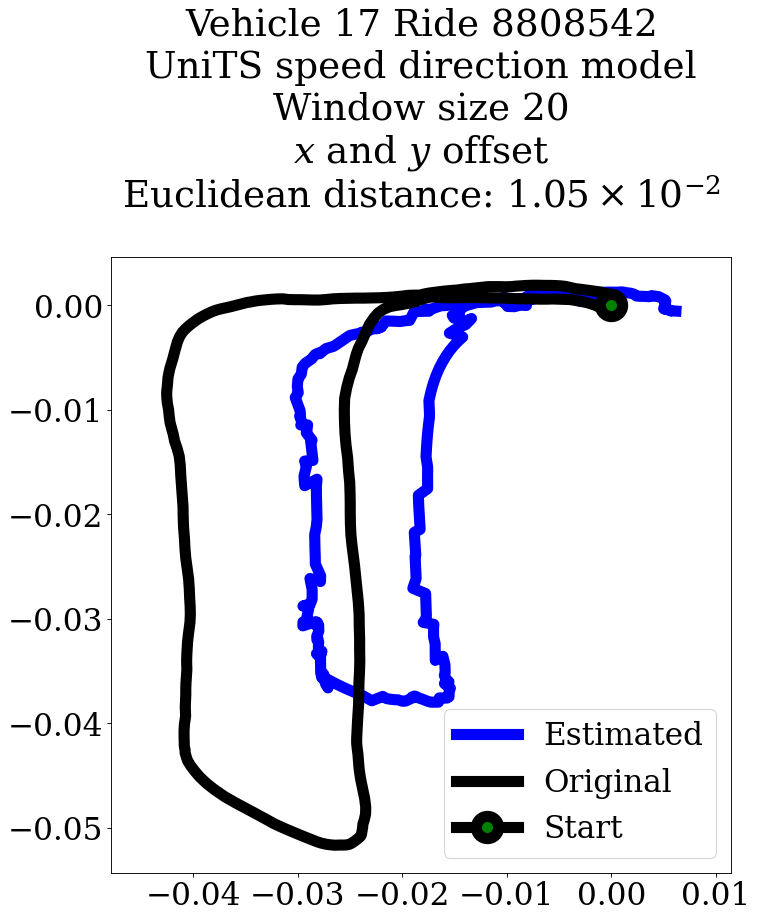 Vehicle 17 Ride 8808542
UniTS speed direction model
Window size 20
x and y offset
Euclidean distance: 1.05 × 10⁻²
0.00
−0.01
−0.02
−0.03
−0.04
−0.05
Estimated
Original
Start
−0.04 −0.03 −0.02 −0.01 0.00 0.01